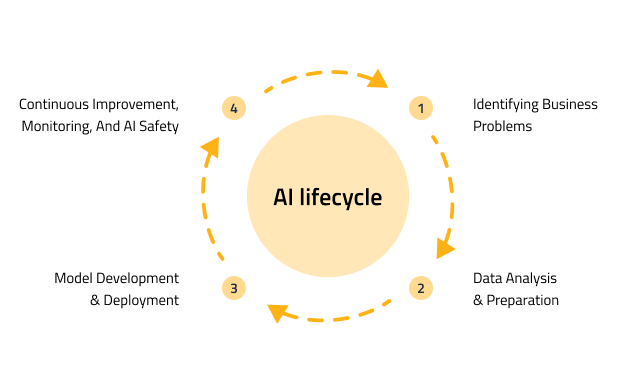 4
1
Continuous Improvement,
Monitoring, And AI Safety
Identifying Business
Problems
AI lifecycle
Model Development
& Deployment
3
2
Data Analysis
& Preparation